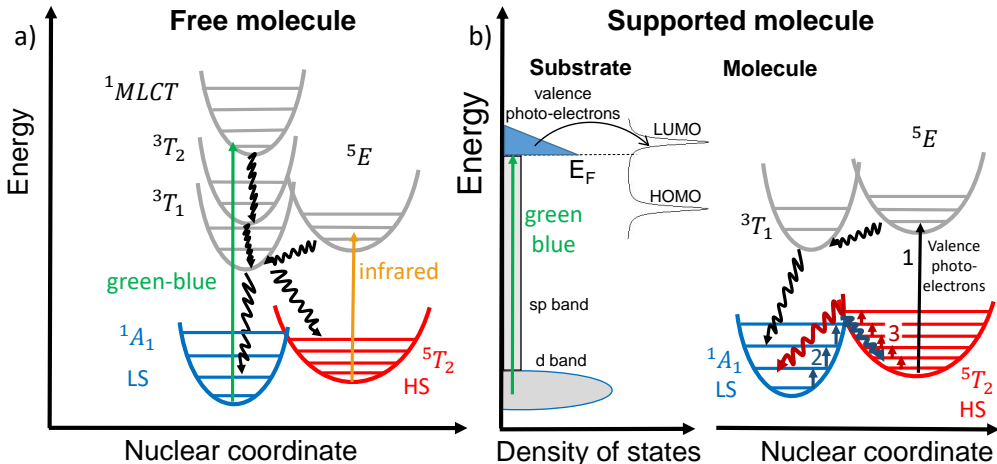 Free molecule
a)
Energy
¹MLCT
³T₂
³T₁
⁵E
green-blue
infrared
¹A₁
LS
⁵T₂
HS
Nuclear coordinate
Supported molecule
b)
Energy
Substrate
Molecule
valence
photo-electrons
LUMO
E_F
HOMO
green
blue
sp band
d band
Density of states
⁵E
³T₁
1
Valence
photo-
electrons
3
2
¹A₁
LS
⁵T₂
HS
Nuclear coordinate